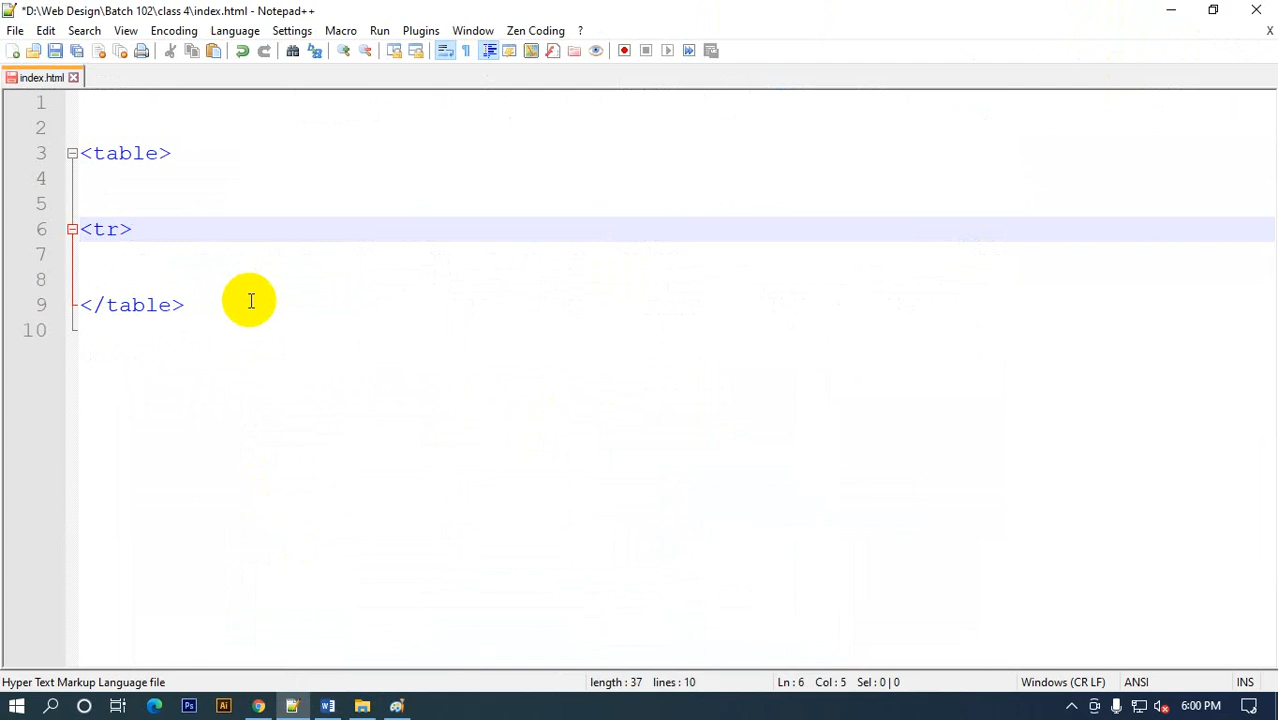 *D:\Web Design\Batch 102\class 4\index.html - Notepad++
File Edit Search View Encoding Language Settings Macro Run Plugins Window Zen Coding ? X
index.html
1
2
3 <table>
4
5
6 <tr>
7
8
9 </table>
10
Hyper Text Markup Language file length : 37 lines : 10 Ln : 6 Col : 5 Sel : 0 | 0 Windows (CR LF) ANSI INS
Ps Ai W 6:00 PM